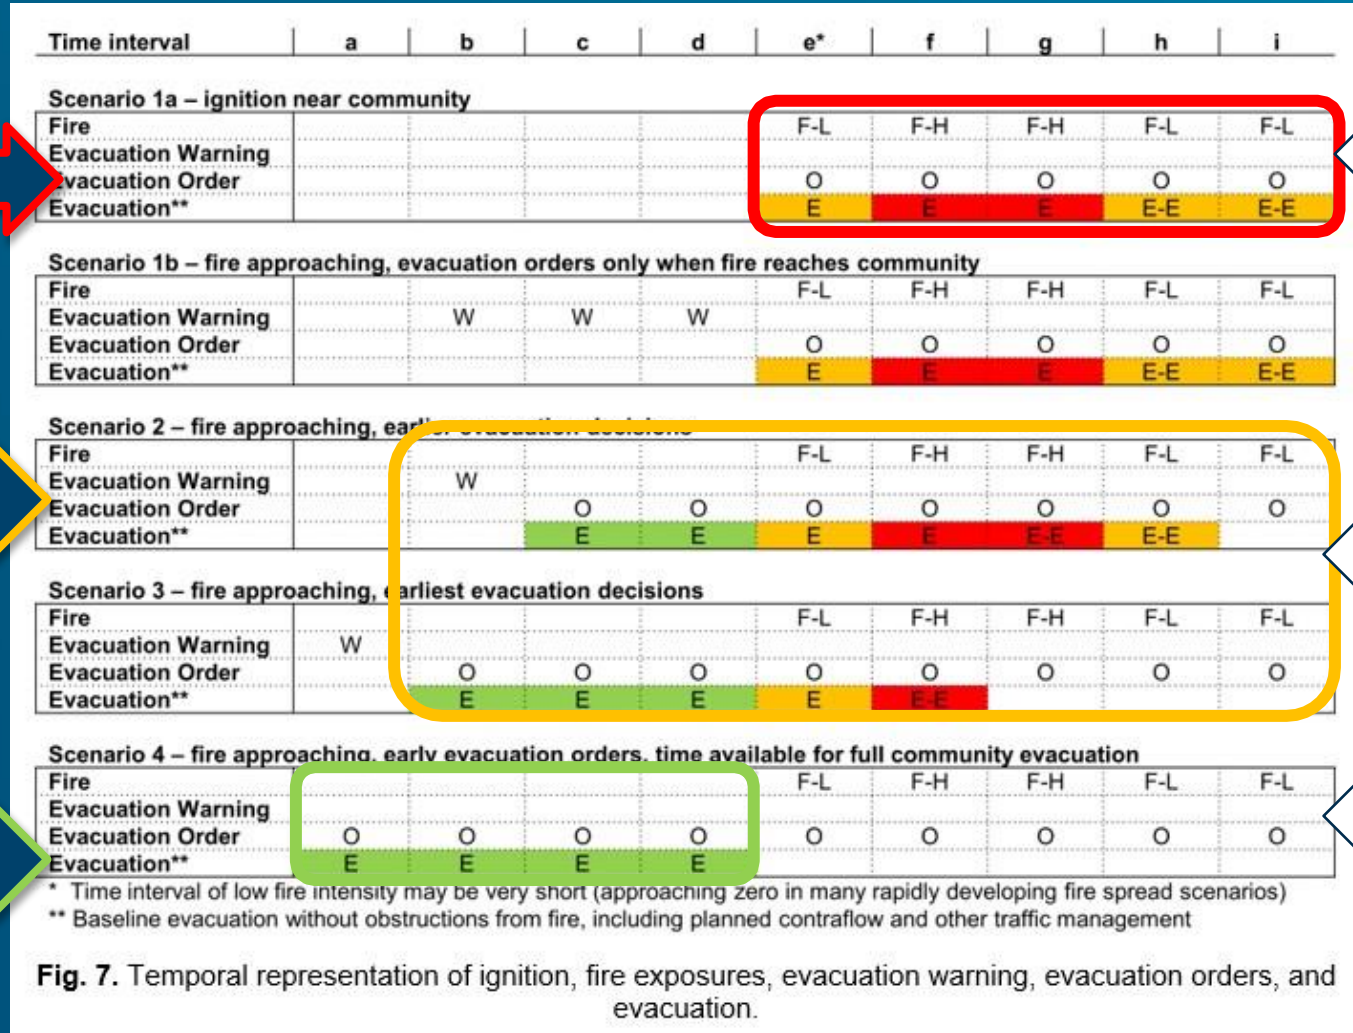 Time interval a b c d e* f g h i
Scenario 1a – ignition near community
Fire F-L F-H F-H F-L F-L
Evacuation Warning
Evacuation Order O O O O O
Evacuation** E E E E-E E-E
Scenario 1b – fire approaching, evacuation orders only when fire reaches community
Fire F-L F-H F-H F-L F-L
Evacuation Warning W W W
Evacuation Order O O O O O
Evacuation** E E E E-E E-E
Scenario 2 – fire approaching, earlier evacuation decisions
Fire F-L F-H F-H F-L F-L
Evacuation Warning W
Evacuation Order O O O O O O O
Evacuation** E E E E E-E E-E
Scenario 3 – fire approaching, earliest evacuation decisions
Fire F-L F-H F-H F-L F-L
Evacuation Warning W
Evacuation Order O O O O O O O O
Evacuation** E E E E E-E
Scenario 4 – fire approaching, early evacuation orders, time available for full community evacuation
Fire F-L F-H F-H F-L F-L
Evacuation Warning
Evacuation Order O O O O O O O O O
Evacuation** E E E E
* Time interval of low fire intensity may be very short (approaching zero in many rapidly developing fire spread scenarios)
** Baseline evacuation without obstructions from fire, including planned contraflow and other traffic management
Fig. 7. Temporal representation of ignition, fire exposures, evacuation warning, evacuation orders, and
evacuation.